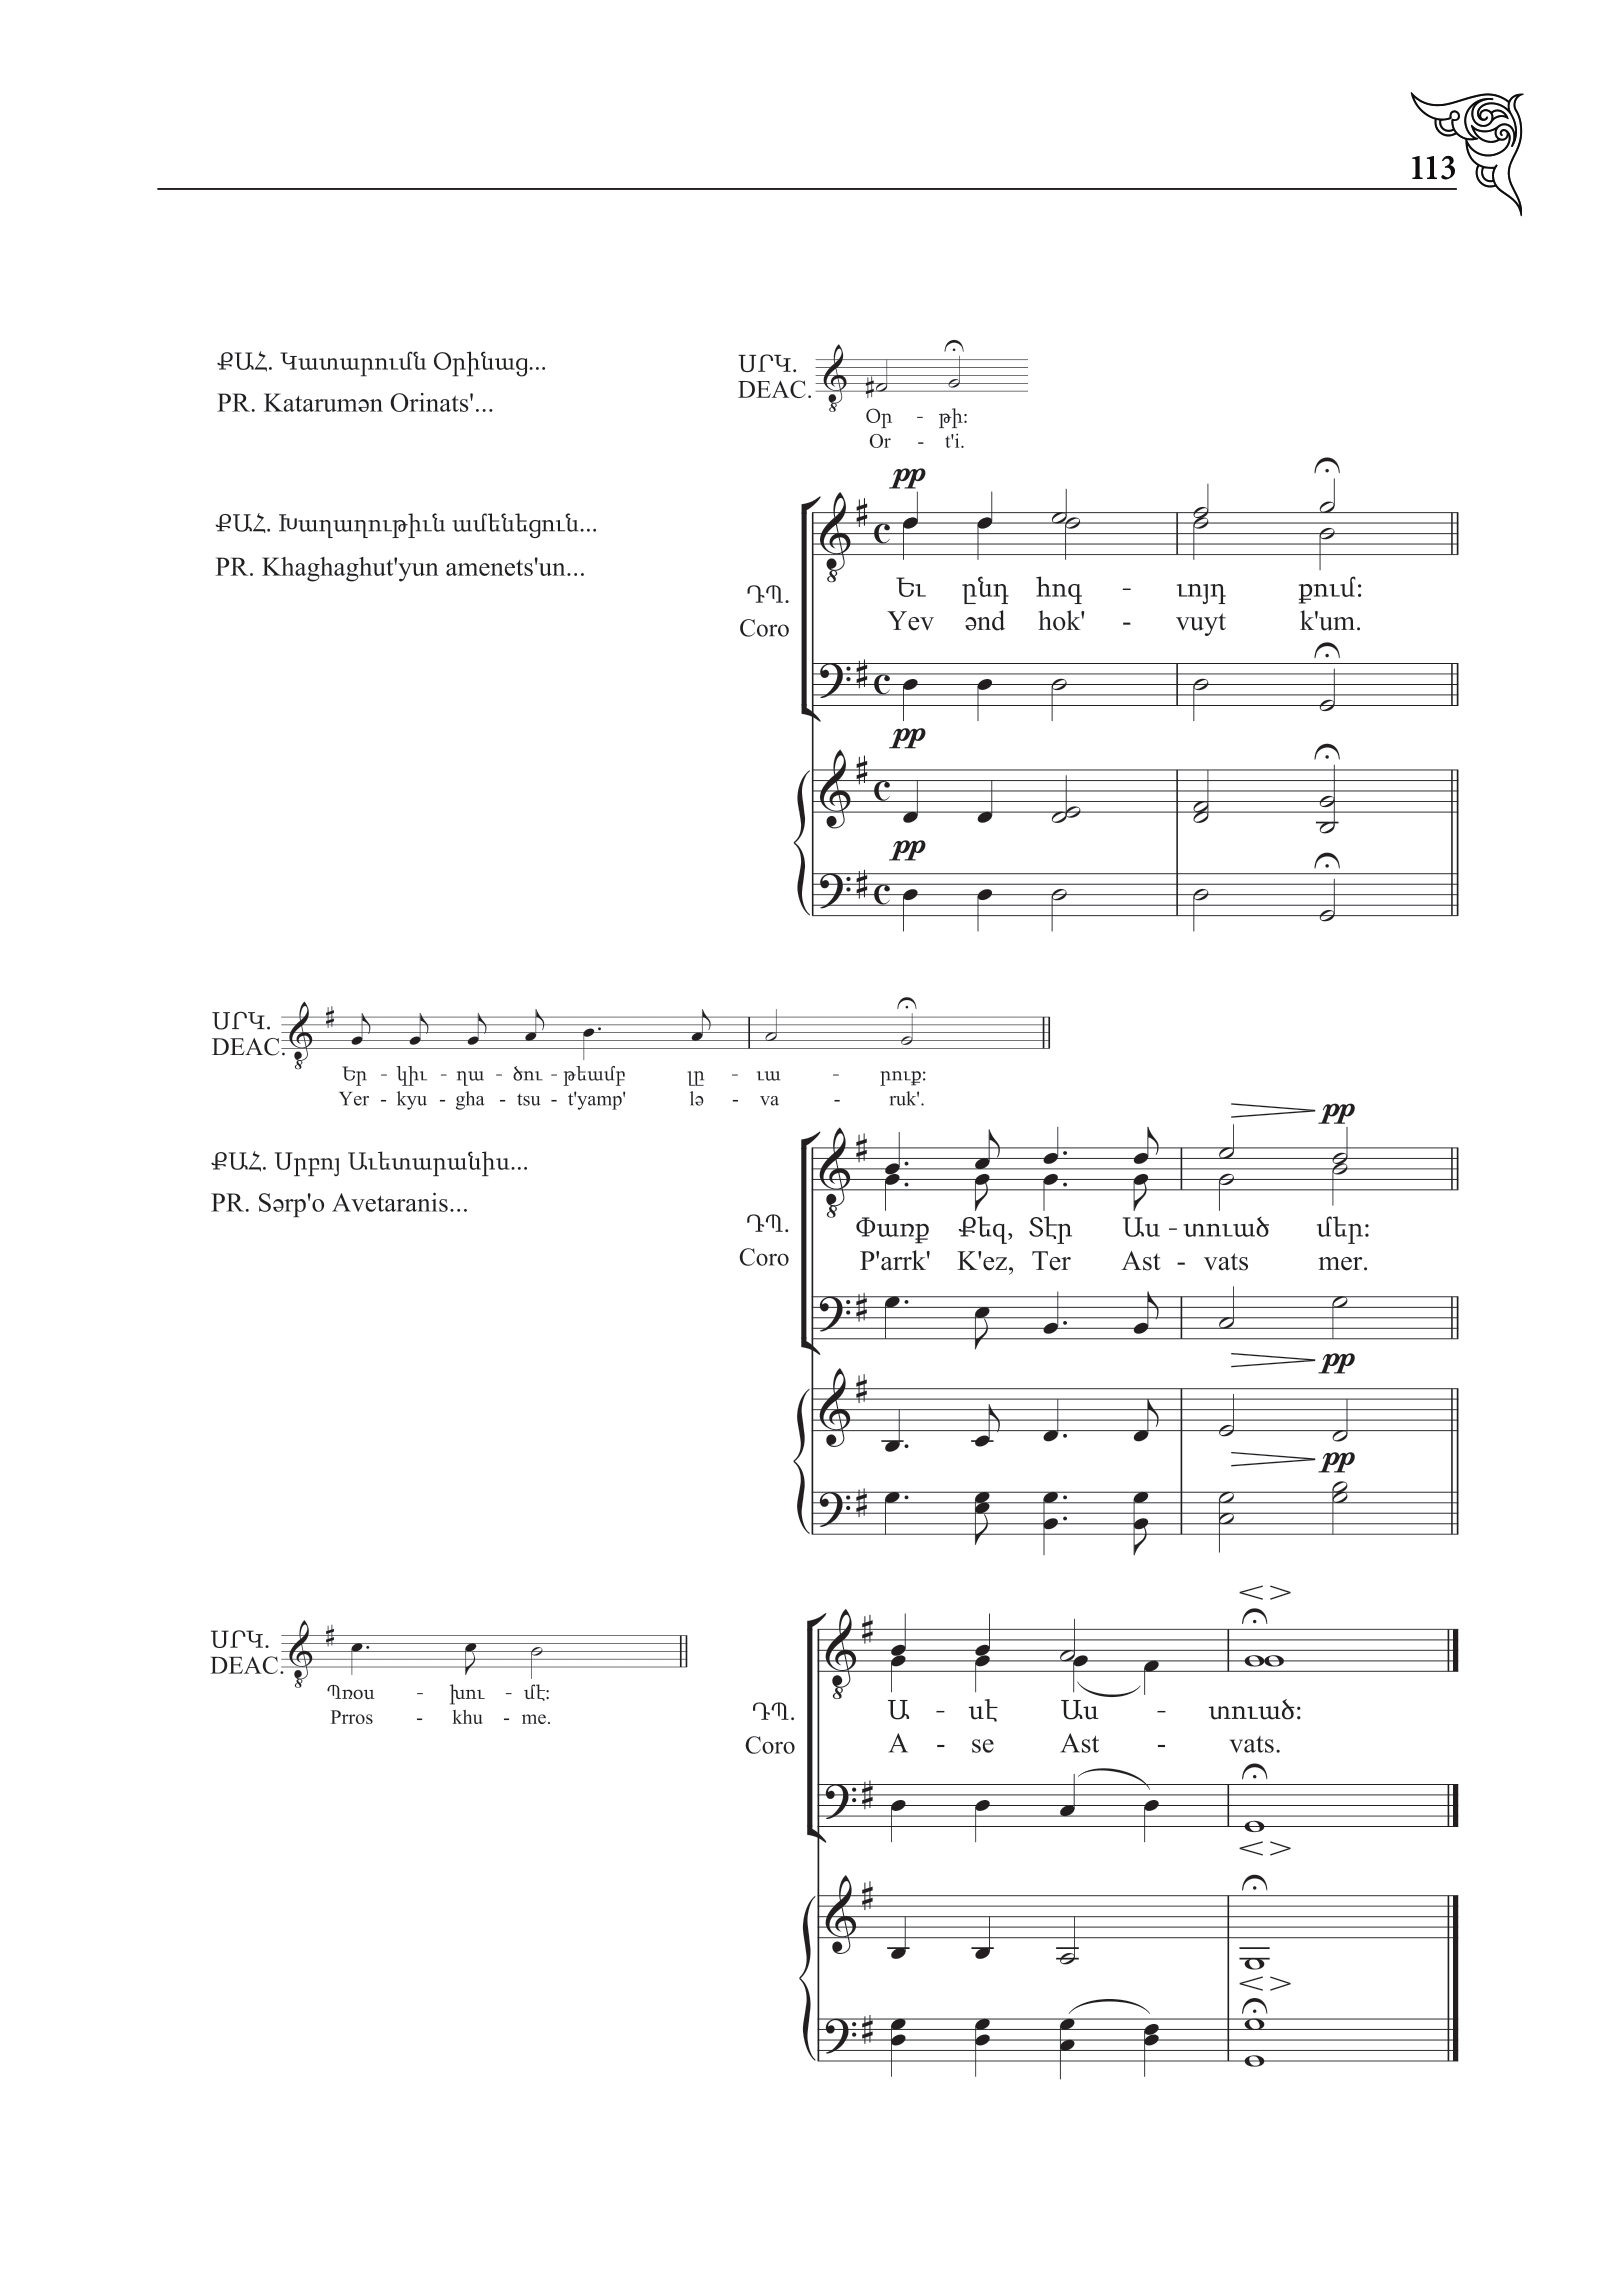 113
ՔԱՀ. Կատարումն Օրինաց...
PR. Katarumən Orinats'...
ՍՐԿ.
DEAC.
Օր - թի:
Or - t'i.
pp
ՔԱՀ. Խաղաղութիւն ամենեցուն...
PR. Khaghaghut'yun amenets'un...
ԴՊ.
Coro
Եւ ընդ հոգ - ւոյդ քում:
Yev ənd hok' - vuyt k'um.
pp
pp
ՍՐԿ.
DEAC.
Եր - կիւ - ղա - ծու - թեամբ լը - ւա - րուք:
Yer - kyu - gha - tsu - t'yamp' lə - va - ruk'.
pp
ՔԱՀ. Սրբոյ Աւետարանիս...
PR. Sərp'o Avetaranis...
ԴՊ.
Coro
Փառք Քեզ, Տէր Աս - տուած մեր:
P'arrk' K'ez, Ter Ast - vats mer.
pp
pp
ՍՐԿ.
DEAC.
Պռօս - խու - մէ:
Prros - khu - me.
ԴՊ.
Coro
Ա - սէ Աս - տուած:
A - se Ast - vats.